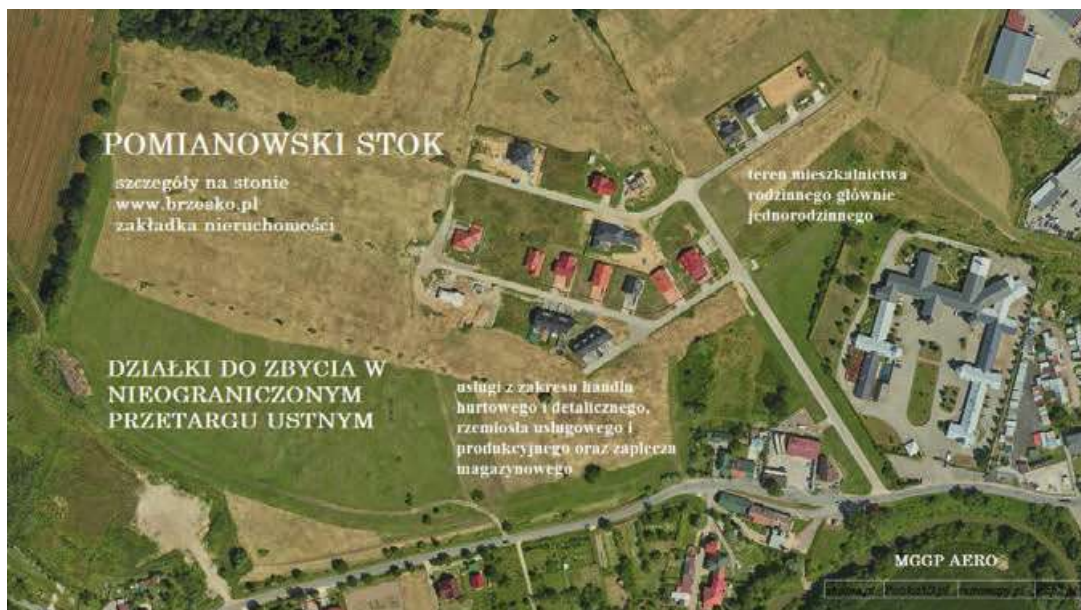 POMIANOWSKI STOK
szczegóły na stonie
www.brzesko.pl
zakładka nieruchomości
teren mieszkalnictwa
rodzinnego głównie
jednorodzinnego
DZIAŁKI DO ZBYCIA W
NIEOGRANICZONYM
PRZETARGU USTNYM
usługi z zakresu handlu
hurtowego i detalicznego,
rzemiosła usługowego i
produkcyjnego oraz zaplecza
magazynowego
MGGP AERO